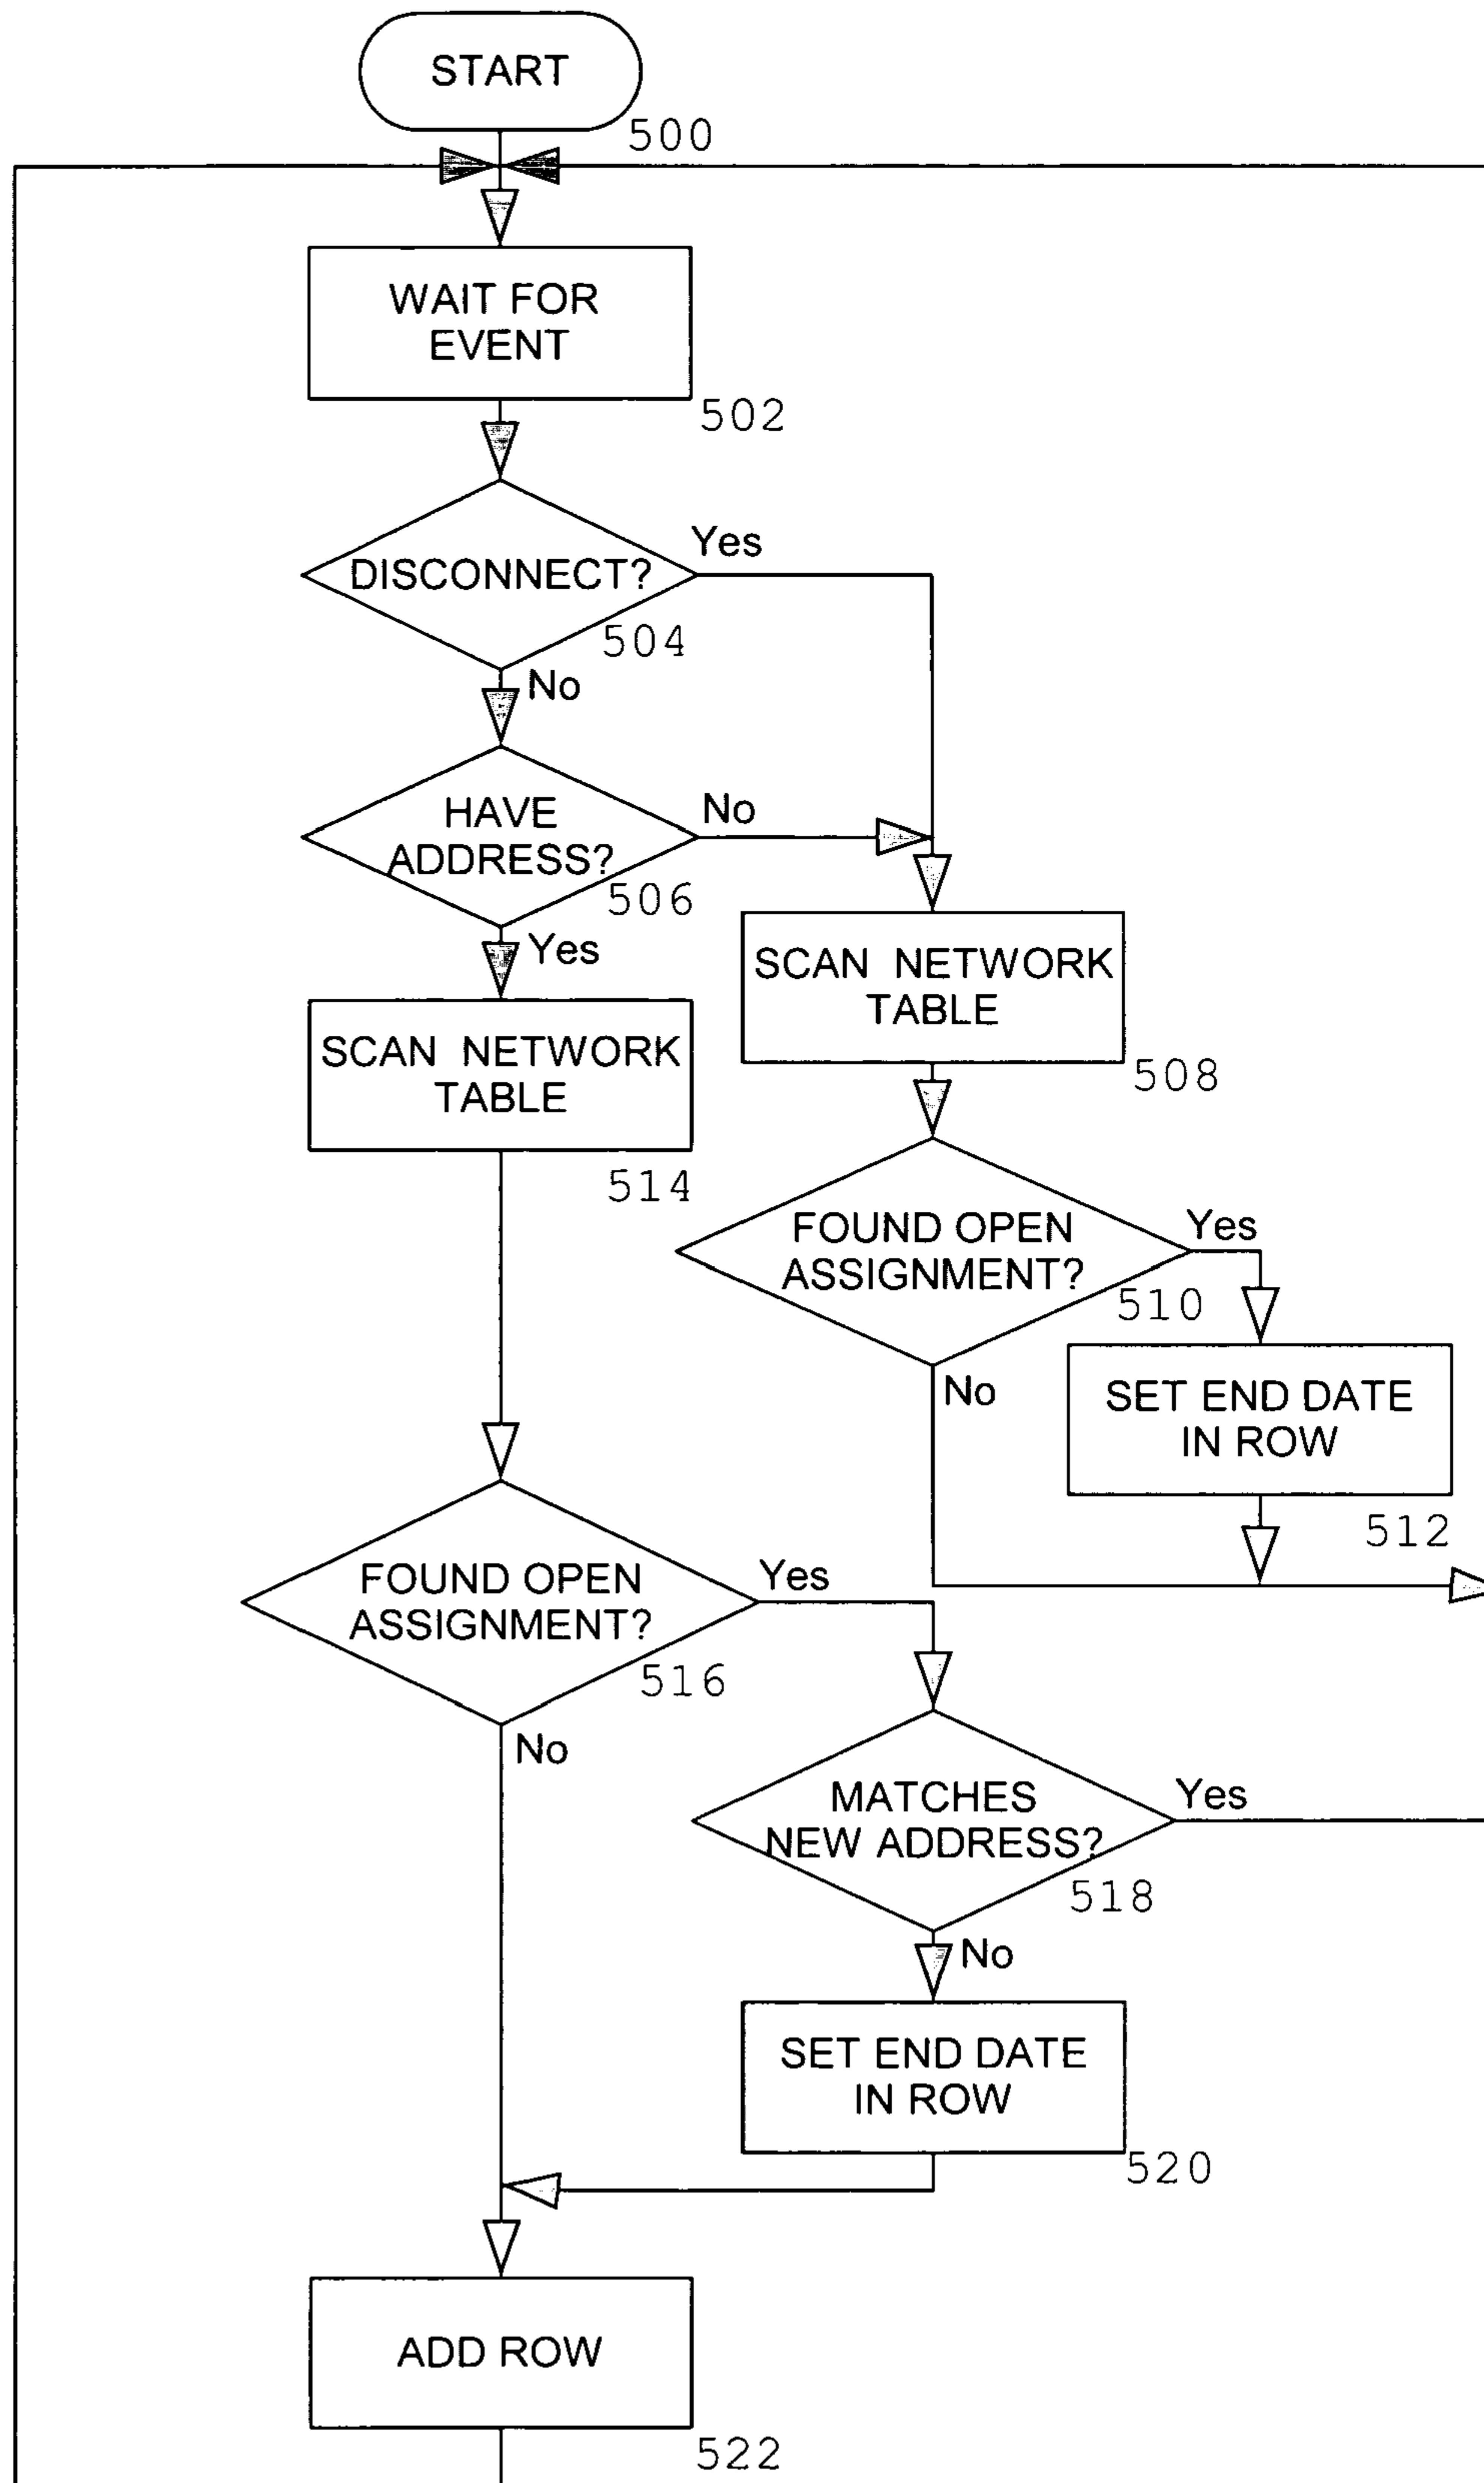 START
500
WAIT FOR
EVENT
502
DISCONNECT?
Yes
504
No
HAVE
ADDRESS?
No
506
Yes
SCAN NETWORK
TABLE
508
SCAN NETWORK
TABLE
514
FOUND OPEN
ASSIGNMENT?
Yes
510
No
SET END DATE
IN ROW
512
FOUND OPEN
ASSIGNMENT?
Yes
516
No
MATCHES
NEW ADDRESS?
Yes
518
No
SET END DATE
IN ROW
520
ADD ROW
522